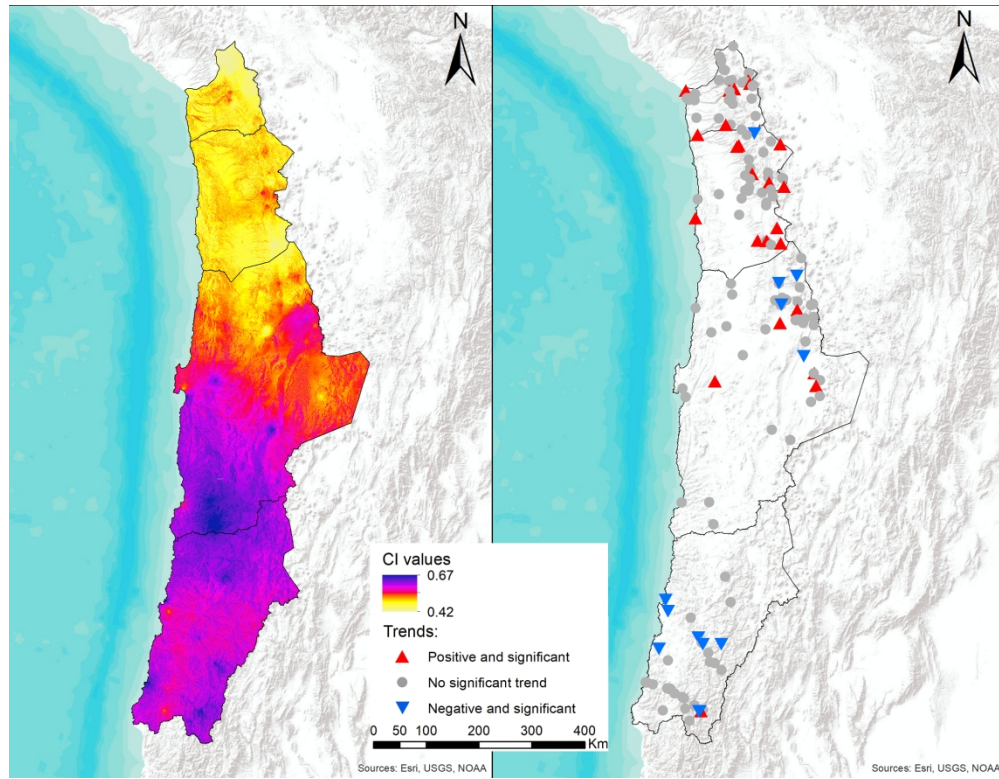 N
N
CI values
0.67
0.42
Trends:
Positive and significant
No significant trend
Negative and significant
0 50 100 200 300 400
Km
Sources: Esri, USGS, NOAA
Sources: Esri, USGS, NOAA